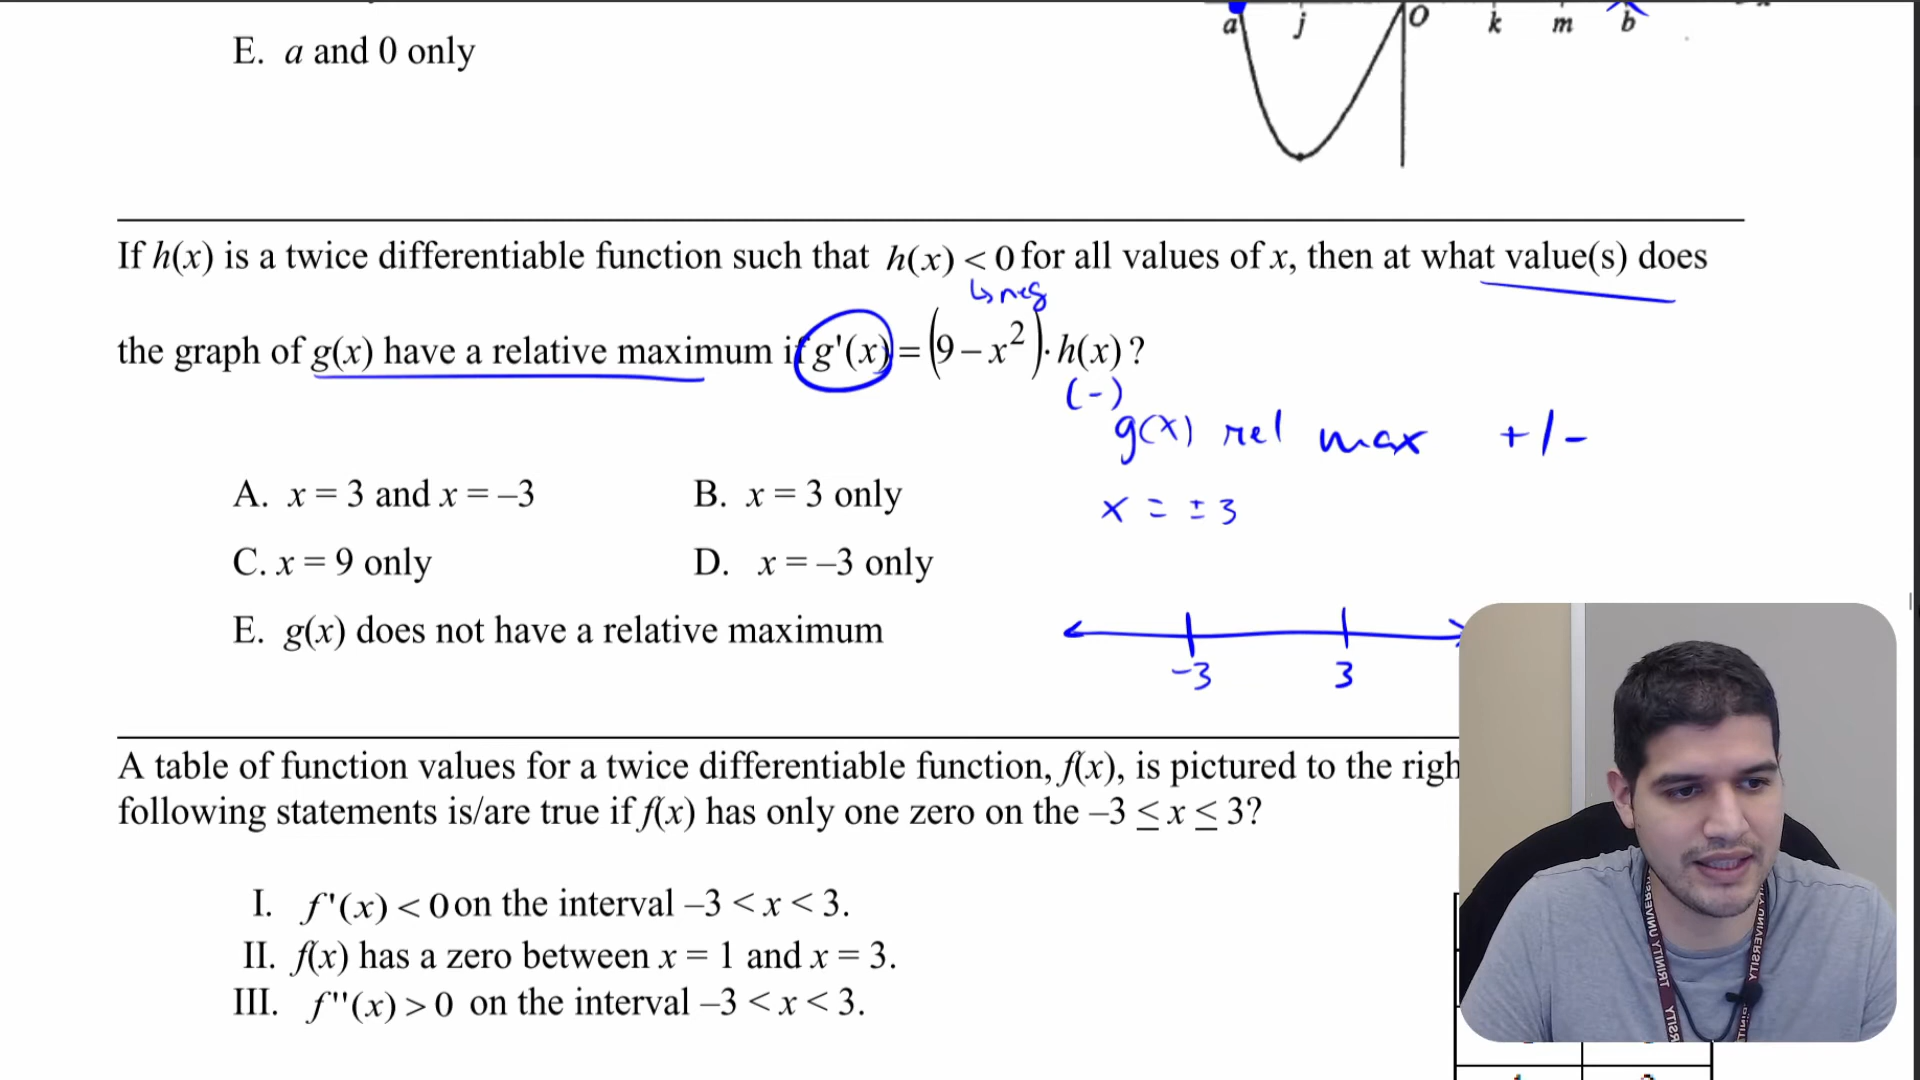 a j O k m b
E. a and 0 only
If h(x) is a twice differentiable function such that h(x) < 0 for all values of x, then at what value(s) does
↳ neg
the graph of g(x) have a relative maximum if g'(x) = (9 – x²) · h(x) ?
(-)
g(x) rel max +/-
A. x = 3 and x = –3 B. x = 3 only
x = ±3
C. x = 9 only D. x = –3 only
E. g(x) does not have a relative maximum
-3 3
A table of function values for a twice differentiable function, f(x), is pictured to the righ
following statements is/are true if f(x) has only one zero on the –3 ≤ x ≤ 3?
I. f'(x) < 0 on the interval –3 < x < 3.
II. f(x) has a zero between x = 1 and x = 3.
III. f''(x) > 0 on the interval –3 < x < 3.
TRINITY UNIVERSITY